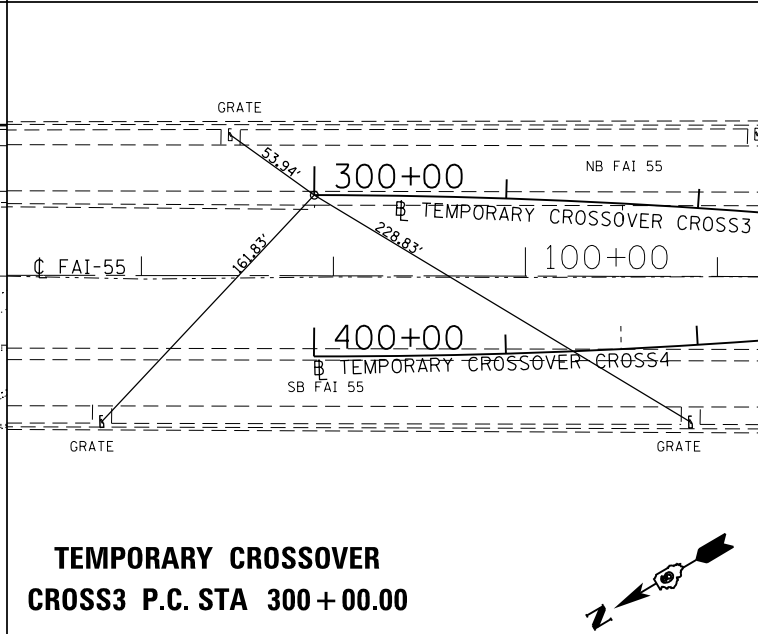 GRATE
53.94'
300+00
NB FAI 55
℄ TEMPORARY CROSSOVER CROSS3
228.83'
161.83'
℄ FAI-55
100+00
400+00
℄ TEMPORARY CROSSOVER CROSS4
SB FAI 55
GRATE
GRATE
TEMPORARY CROSSOVER
CROSS3 P.C. STA 300+00.00
N